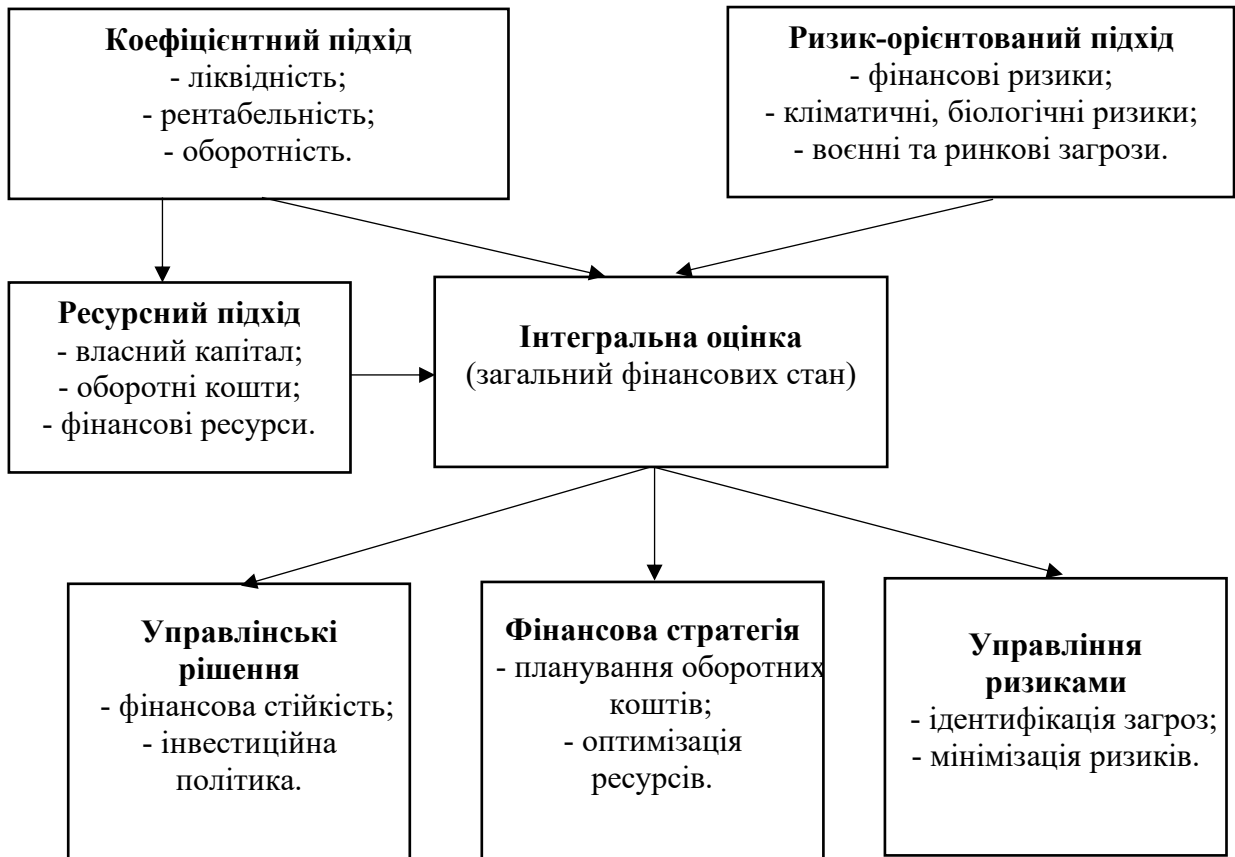 Коефіцієнтний підхід
- ліквідність;
- рентабельність;
- оборотність.
Ризик-орієнтований підхід
- фінансові ризики;
- кліматичні, біологічні ризики;
- воєнні та ринкові загрози.
Ресурсний підхід
- власний капітал;
- оборотні кошти;
- фінансові ресурси.
Інтегральна оцінка
(загальний фінансових стан)
Управлінські
рішення
- фінансова стійкість;
- інвестиційна
політика.
Фінансова стратегія
- планування оборотних
коштів;
- оптимізація
ресурсів.
Управління
ризиками
- ідентифікація загроз;
- мінімізація ризиків.